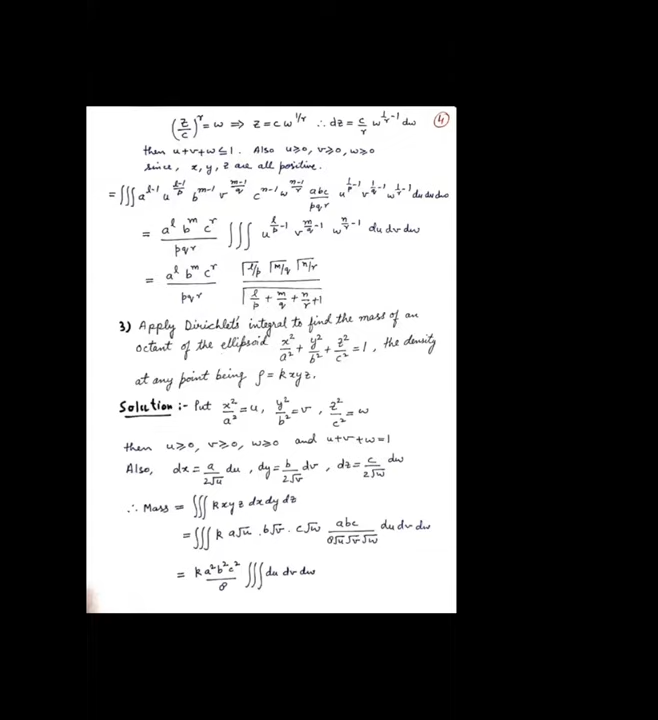 (z/c)^r = w ⇒ z = c w^{1/r} ∴ dz = c/r w^{1/r -1} dw (4)
then u+v+w ≤ 1. Also u≥0, v≥0, w≥0
since, x, y, z are all positive.
= ∭ a^{l-1} u^{(l-1)/p} b^{m-1} v^{(m-1)/q} c^{n-1} w^{(n-1)/r} abc/pqr u^{1/p -1} v^{1/q -1} w^{1/r -1} du dv dw
= a^l b^m c^r / pqr ∭ u^{l/p -1} v^{m/q -1} w^{n/r -1} du dv dw
= a^l b^m c^r / pqr Γ(l/p) Γ(m/q) Γ(n/r) / Γ(l/p + m/q + n/r + 1)
3) Apply Dirichlet's integral to find the mass of an
octant of the ellipsoid x²/a² + y²/b² + z²/c² = 1, the density
at any point being ρ = kxyz.
Solution :- Put x²/a² = u, y²/b² = v, z²/c² = w
then u≥0, v≥0, w≥0 and u+v+w=1
Also, dx = a/2√u du, dy = b/2√v dv, dz = c/2√w dw
∴ Mass = ∭ kxyz dx dy dz
= ∭ k a√u . b√v . c√w abc/8√u√v√w du dv dw
= k a²b²c²/8 ∭ du dv dw